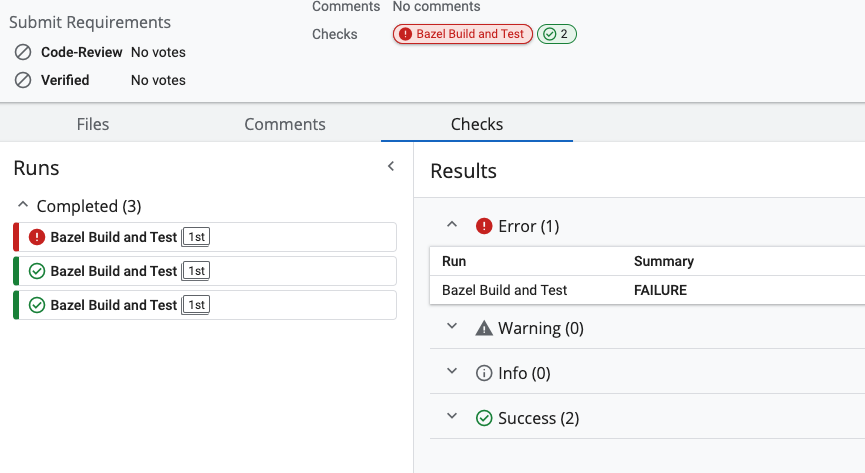 Comments No comments
Submit Requirements
Checks Bazel Build and Test 2
Code-Review No votes
Verified No votes
Files Comments Checks
Runs
Completed (3)
Bazel Build and Test 1st
Bazel Build and Test 1st
Bazel Build and Test 1st
Results
Error (1)
Run Summary
Bazel Build and Test FAILURE
Warning (0)
Info (0)
Success (2)